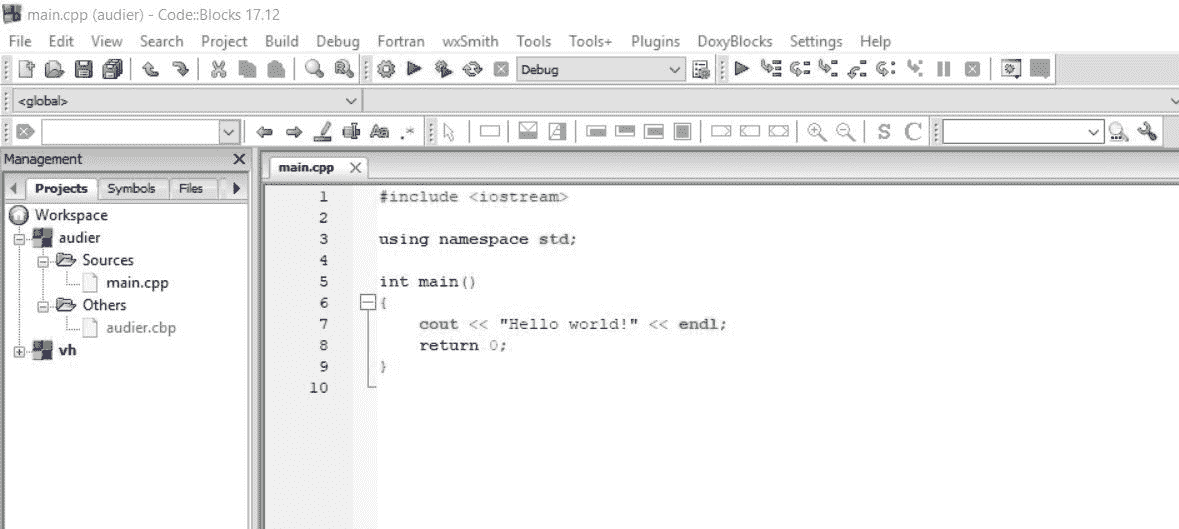 main.cpp (audier) - Code::Blocks 17.12
File Edit View Search Project Build Debug Fortran wxSmith Tools Tools+ Plugins DoxyBlocks Settings Help
Debug
<global>
Aa .* S C
Management
main.cpp
Projects Symbols Files
Workspace
audier
Sources
main.cpp
Others
audier.cbp
vh
1 #include <iostream>
2
3 using namespace std;
4
5 int main()
6 {
7 cout << "Hello world!" << endl;
8 return 0;
9 }
10